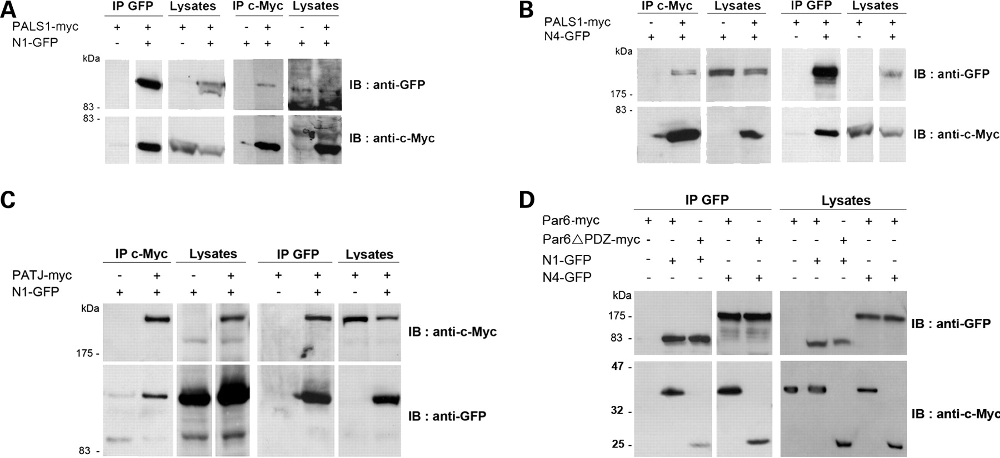 A
IP GFP Lysates IP c-Myc Lysates
PALS1-myc + + + + - + - +
N1-GFP - + - + + + + +
kDa
IB : anti-GFP
83 -
83 -
IB : anti-c-Myc
B
IP c-Myc Lysates IP GFP Lysates
PALS1-myc - + - + + + + +
N4-GFP + + + + - + - +
kDa
IB : anti-GFP
175 -
83 -
IB : anti-c-Myc
C
IP c-Myc Lysates IP GFP Lysates
PATJ-myc - + - + + + + +
N1-GFP + + + + - + - +
kDa
IB : anti-c-Myc
175 -
IB : anti-GFP
83 -
D
IP GFP Lysates
Par6-myc + + - + - + + - + +
Par6△PDZ-myc - - + - + - - + - -
N1-GFP - + + - - - + + - -
N4-GFP - - - + + - - - + +
kDa
175 -
IB : anti-GFP
83 -
47 -
32 -
IB : anti-c-Myc
25 -